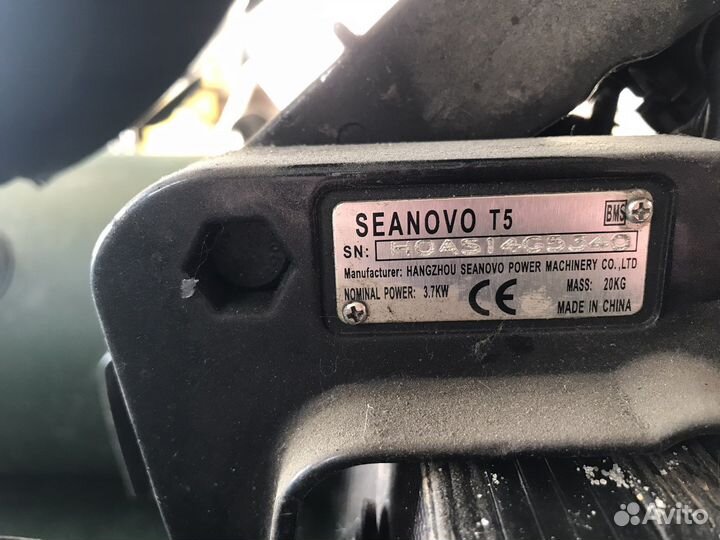 SEANOVO T5
BMS
SN: HOAS14G5340
Manufacturer: HANGZHOU SEANOVO POWER MACHINERY CO.,LTD
NOMINAL POWER: 3.7KW
CE
MASS: 20KG
MADE IN CHINA
Avito